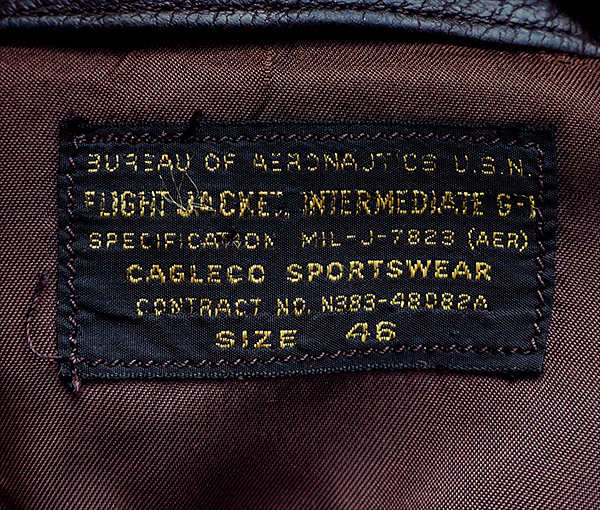 BUREAU OF AERONAUTICS U.S.N.
FLIGHT JACKET, INTERMEDIATE G-1
SPECIFICATION MIL-J-7823 (AER)
CAGLECO SPORTSWEAR
CONTRACT NO. N383-48082A
SIZE 46